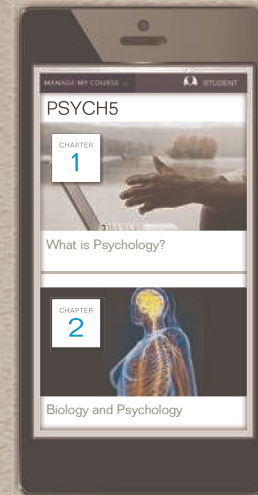 MANAGE MY COURSE
STUDENT
PSYCH5
CHAPTER
1
What is Psychology?
CHAPTER
2
Biology and Psychology